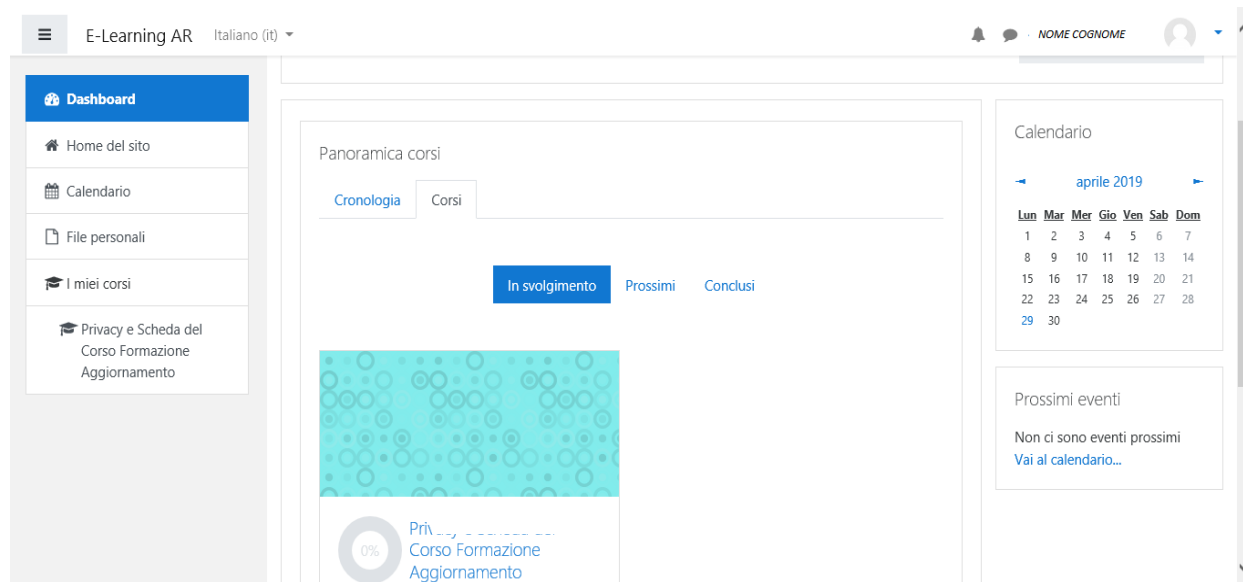 E-Learning AR Italiano (it)
NOME COGNOME
Dashboard
Home del sito
Calendario
File personali
I miei corsi
Privacy e Scheda del
Corso Formazione
Aggiornamento
Panoramica corsi
Cronologia Corsi
In svolgimento Prossimi Conclusi
0%
Corso Formazione
Aggiornamento
Calendario
aprile 2019
Lun Mar Mer Gio Ven Sab Dom
1 2 3 4 5 6 7
8 9 10 11 12 13 14
15 16 17 18 19 20 21
22 23 24 25 26 27 28
29 30
Prossimi eventi
Non ci sono eventi prossimi
Vai al calendario...